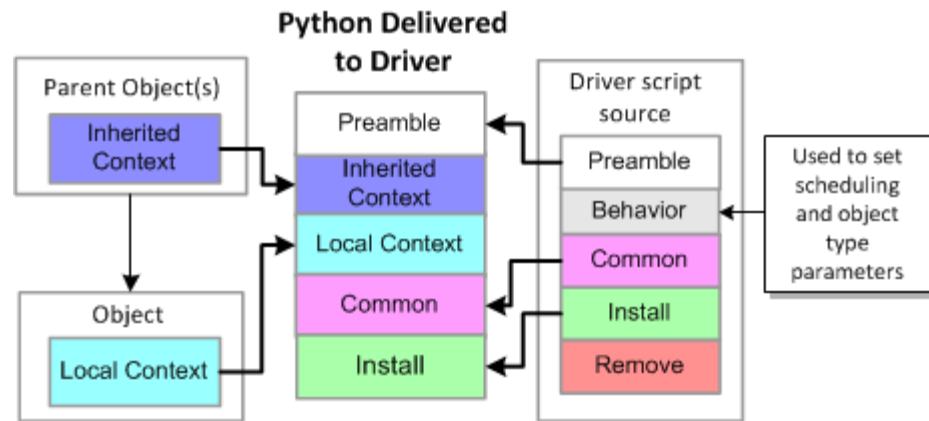 Python Delivered
to Driver
Parent Object(s)
Inherited
Context
Object
Local Context
Preamble
Inherited
Context
Local Context
Common
Install
Driver script
source
Preamble
Behavior
Common
Install
Remove
Used to set
scheduling
and object
type
parameters